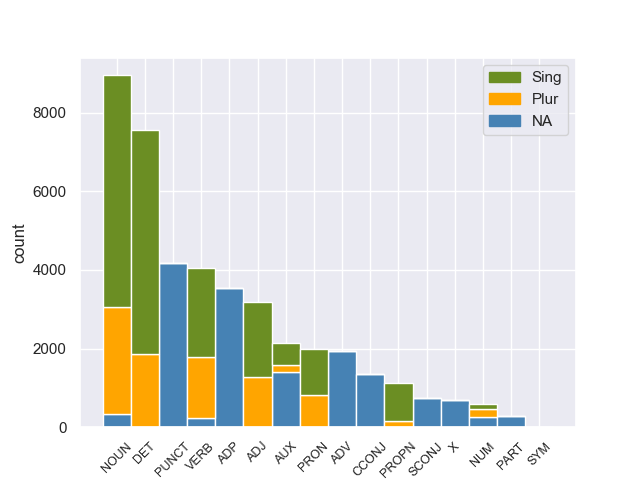 Sing
Plur
NA
8000
6000
4000
2000
0
count
NOUN
DET
PUNCT
VERB
ADP
ADJ
AUX
PRON
ADV
CCONJ
PROPN
SCONJ
X
NUM
PART
SYM